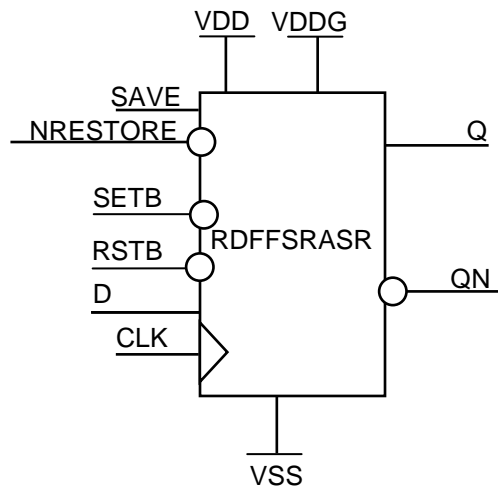 VDD VDDG
SAVE
NRESTORE
Q
SETB
RDFFSRASR
RSTB
QN
D
CLK
VSS